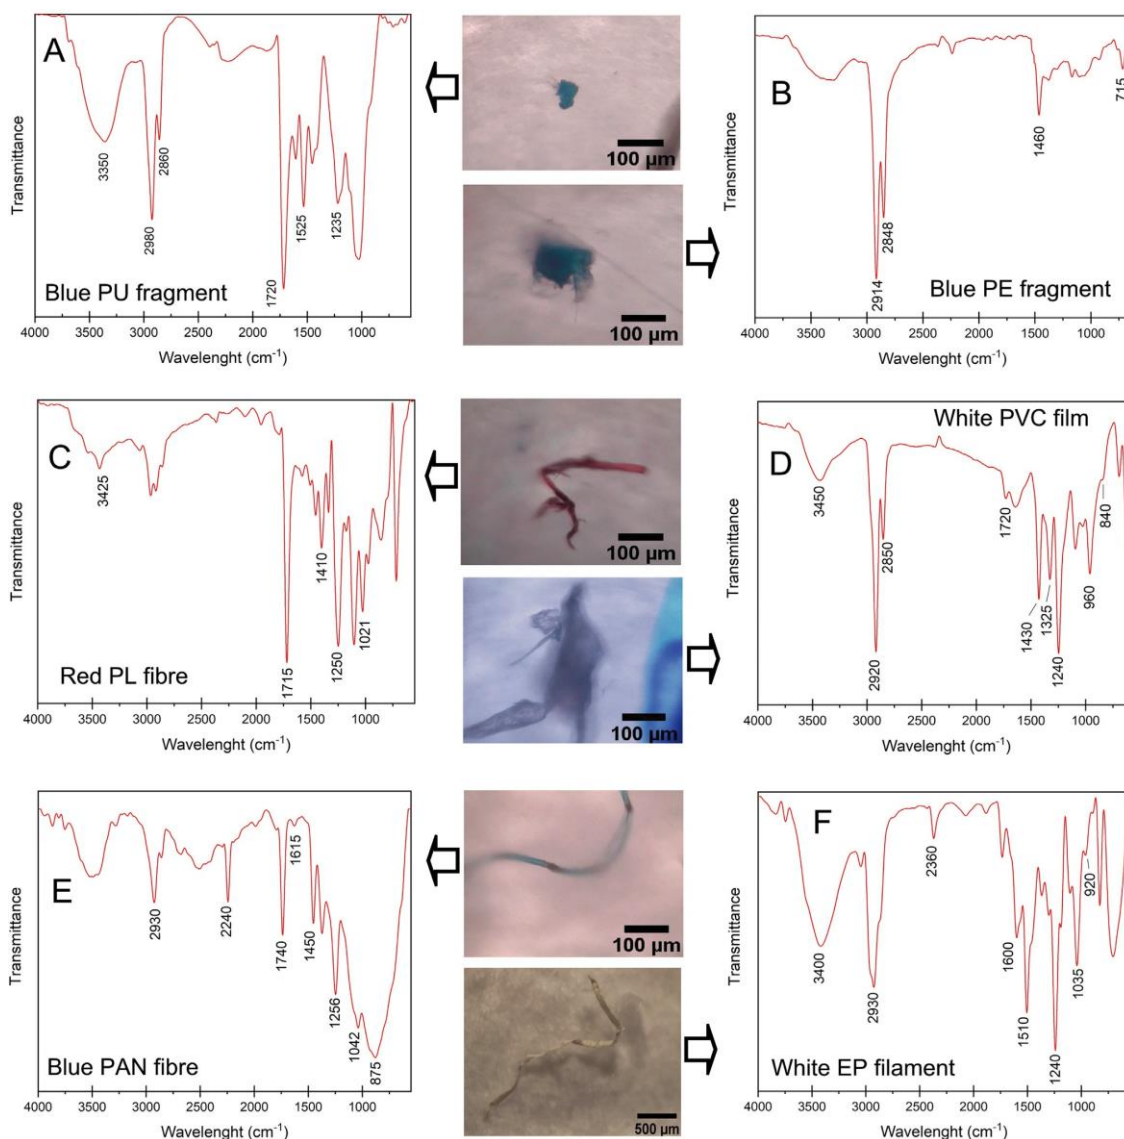 A
Transmittance
3350
2980
2860
1720
1525
1235
Blue PU fragment
4000 3500 3000 2500 2000 1500 1000
Wavelenght (cm-1)
100 µm
100 µm
B
Transmittance
2914
2848
1460
715
Blue PE fragment
4000 3500 3000 2500 2000 1500 1000
Wavelenght (cm-1)
C
Transmittance
3425
1715
1410
1250
1021
Red PL fibre
4000 3500 3000 2500 2000 1500 1000
Wavelenght (cm-1)
100 µm
100 µm
White PVC film
D
Transmittance
3450
2920
2850
1720
1430
1325
1240
960
840
4000 3500 3000 2500 2000 1500 1000
Wavelenght (cm-1)
E
Transmittance
2930
2240
1740
1615
1450
1256
1042
875
Blue PAN fibre
4000 3500 3000 2500 2000 1500 1000
Wavelenght (cm-1)
100 µm
500 µm
F
Transmittance
3400
2930
2360
1600
1510
1240
1035
920
White EP filament
4000 3500 3000 2500 2000 1500 1000
Wavelenght (cm-1)